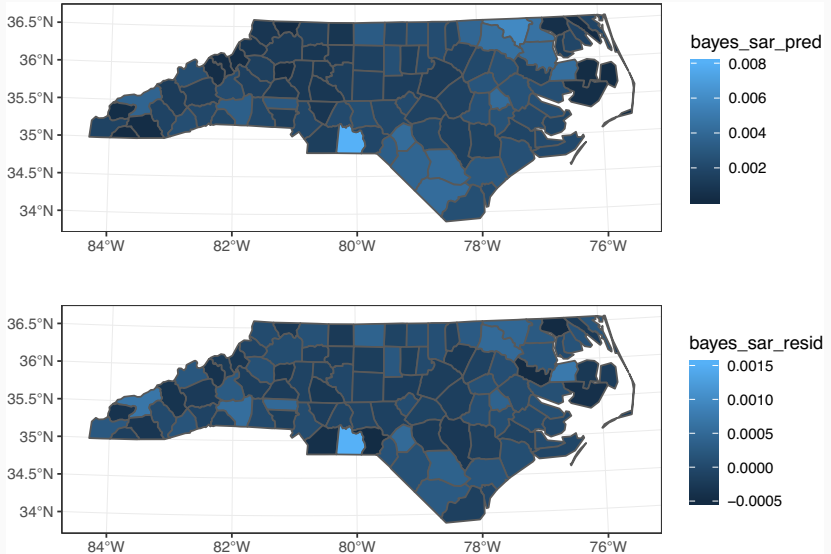 bayes_sar_pred
0.008
0.006
0.004
0.002
36.5°N
36°N
35.5°N
35°N
34.5°N
34°N
84°W 82°W 80°W 78°W 76°W
bayes_sar_resid
0.0015
0.0010
0.0005
0.0000
−0.0005
36.5°N
36°N
35.5°N
35°N
34.5°N
34°N
84°W 82°W 80°W 78°W 76°W